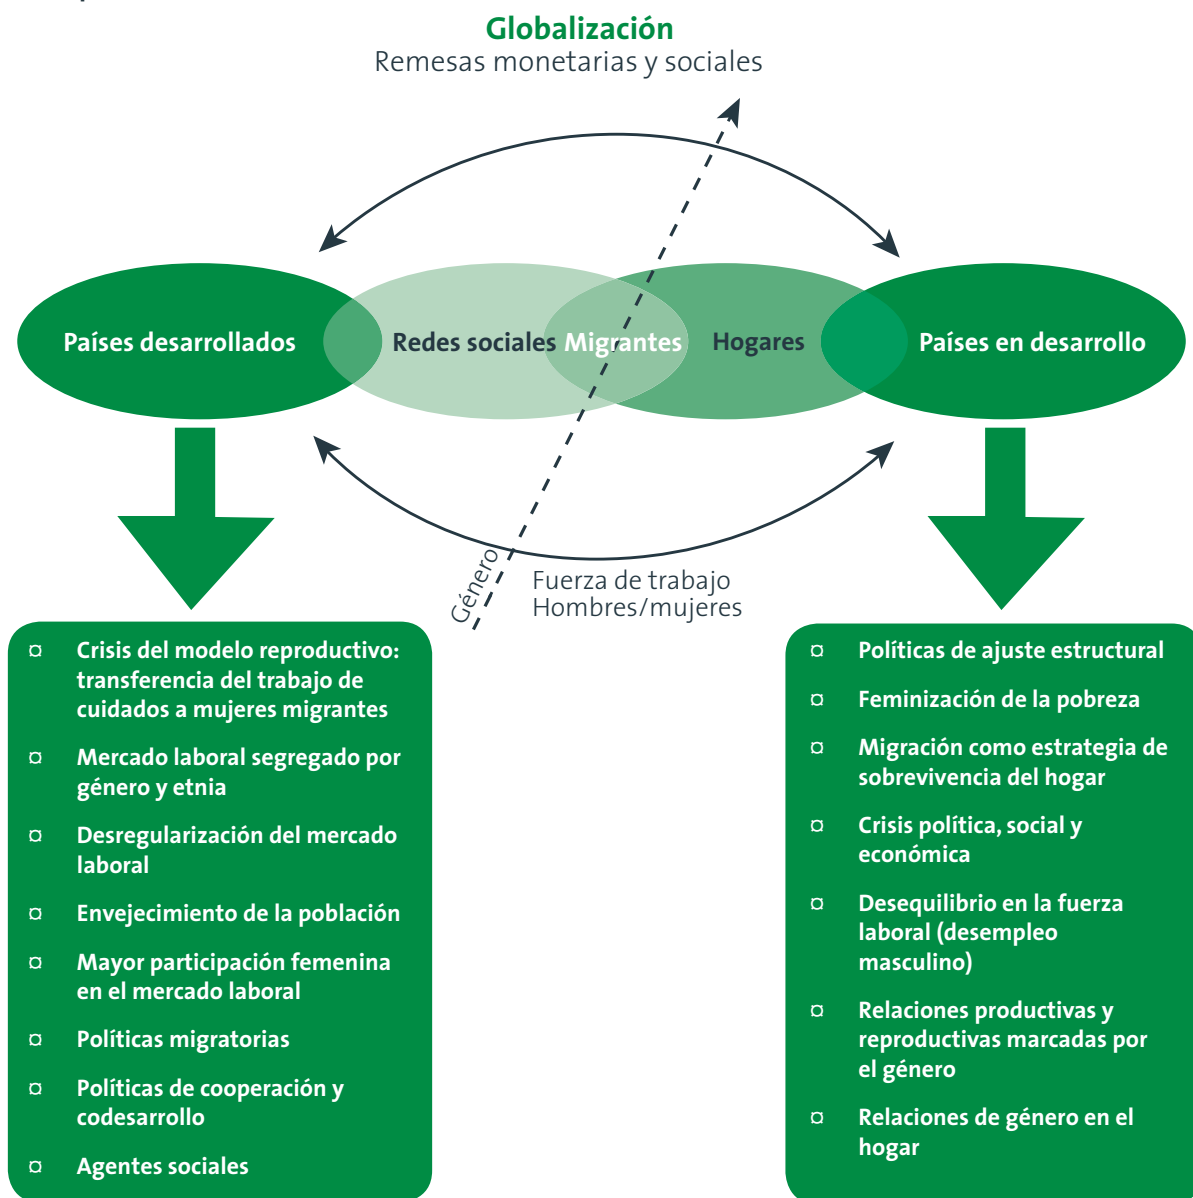 Globalización
Remesas monetarias y sociales
Países desarrollados
Redes sociales
Migrantes
Hogares
Países en desarrollo
Género
Fuerza de trabajo
Hombres/mujeres
¤ Crisis del modelo reproductivo:
transferencia del trabajo de
cuidados a mujeres migrantes
¤ Mercado laboral segregado por
género y etnia
¤ Desregularización del mercado
laboral
¤ Envejecimiento de la población
¤ Mayor participación femenina
en el mercado laboral
¤ Políticas migratorias
¤ Políticas de cooperación y
codesarrollo
¤ Agentes sociales
¤ Políticas de ajuste estructural
¤ Feminización de la pobreza
¤ Migración como estrategia de
sobrevivencia del hogar
¤ Crisis política, social y
económica
¤ Desequilibrio en la fuerza
laboral (desempleo
masculino)
¤ Relaciones productivas y
reproductivas marcadas por
el género
¤ Relaciones de género en el
hogar